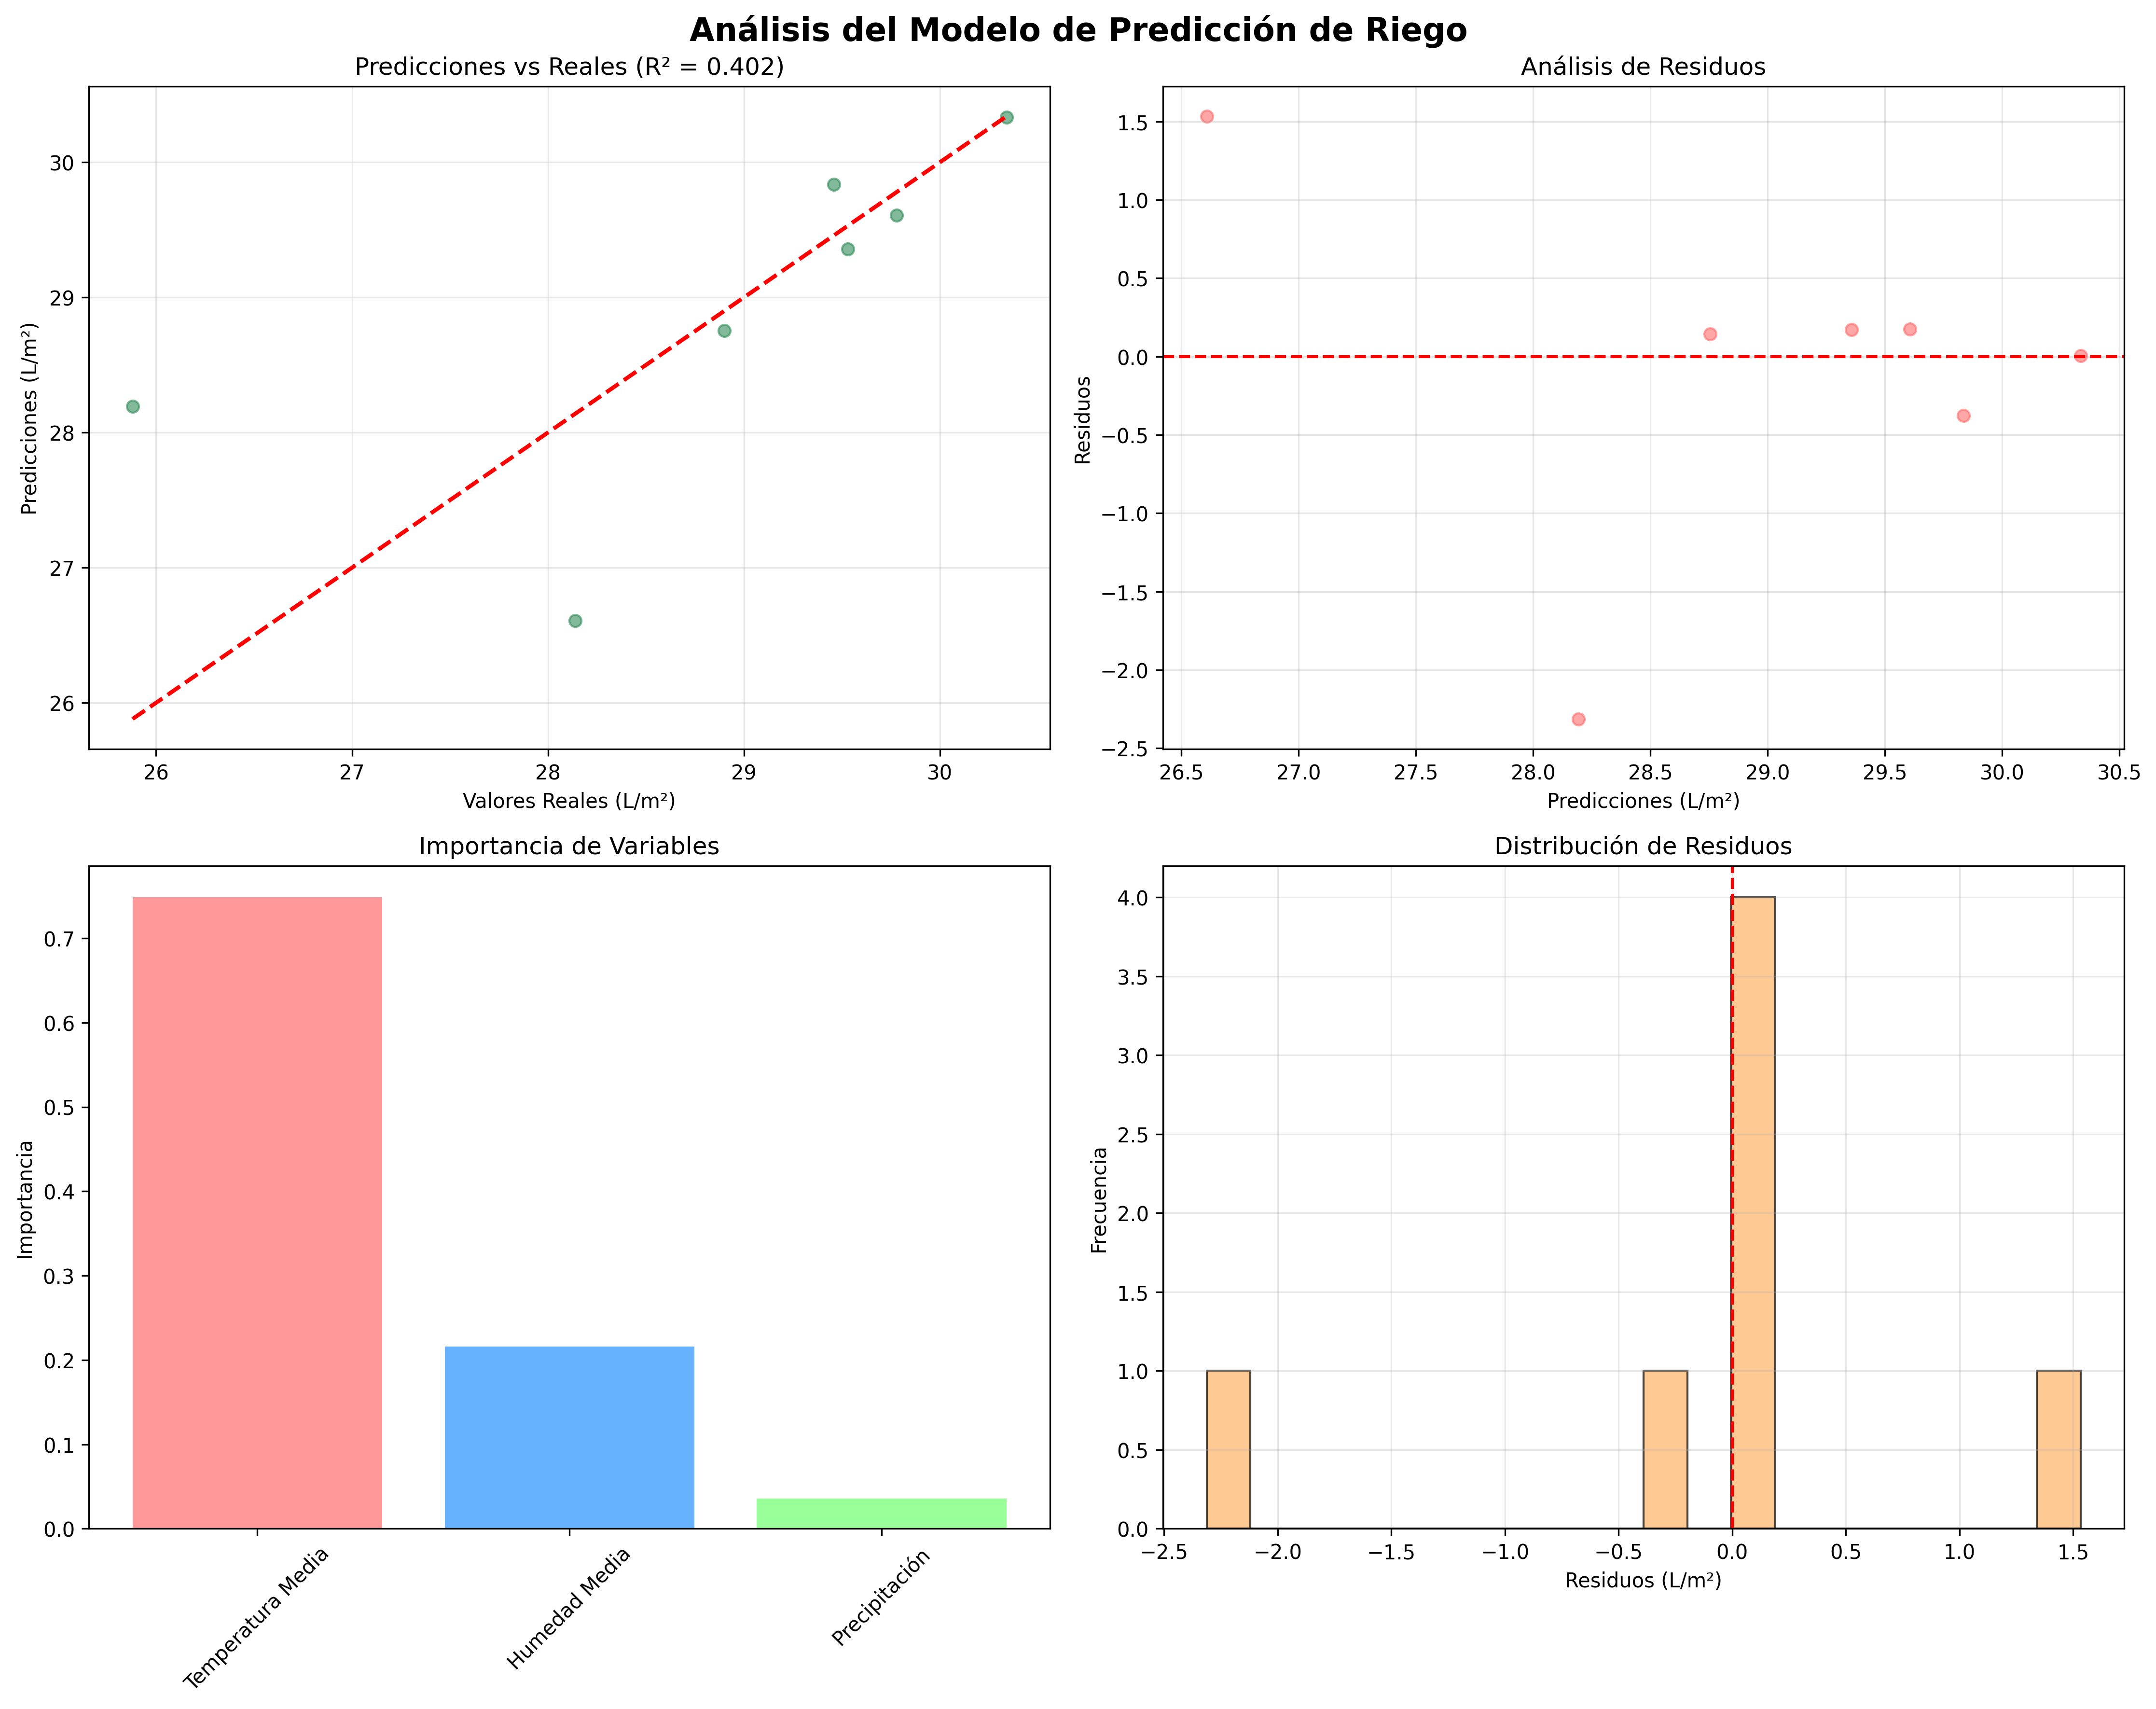 Análisis del Modelo de Predicción de Riego
Predicciones vs Reales (R² = 0.402)
Predicciones (L/m²)
30
29
28
27
26
26 27 28 29 30
Valores Reales (L/m²)
Análisis de Residuos
Residuos
1.5
1.0
0.5
0.0
−0.5
−1.0
−1.5
−2.0
−2.5
26.5 27.0 27.5 28.0 28.5 29.0 29.5 30.0 30.5
Predicciones (L/m²)
Importancia de Variables
Importancia
0.7
0.6
0.5
0.4
0.3
0.2
0.1
0.0
Temperatura Media
Humedad Media
Precipitación
Distribución de Residuos
Frecuencia
4.0
3.5
3.0
2.5
2.0
1.5
1.0
0.5
0.0
−2.5 −2.0 −1.5 −1.0 −0.5 0.0 0.5 1.0 1.5
Residuos (L/m²)